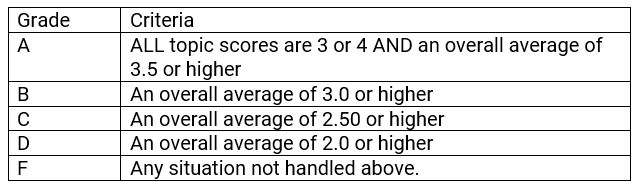 Grade Criteria
A ALL topic scores are 3 or 4 AND an overall average of
3.5 or higher
B An overall average of 3.0 or higher
C An overall average of 2.50 or higher
D An overall average of 2.0 or higher
F Any situation not handled above.